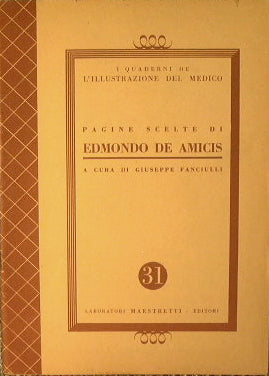 I QUADERNI DE
L'ILLUSTRAZIONE DEL MEDICO
PAGINE SCELTE DI
EDMONDO DE AMICIS
A CURA DI GIUSEPPE FANCIULLI
31
LABORATORI MAESTRETTI - EDITORI